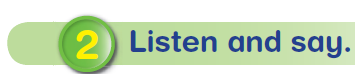 2 Listen and say.